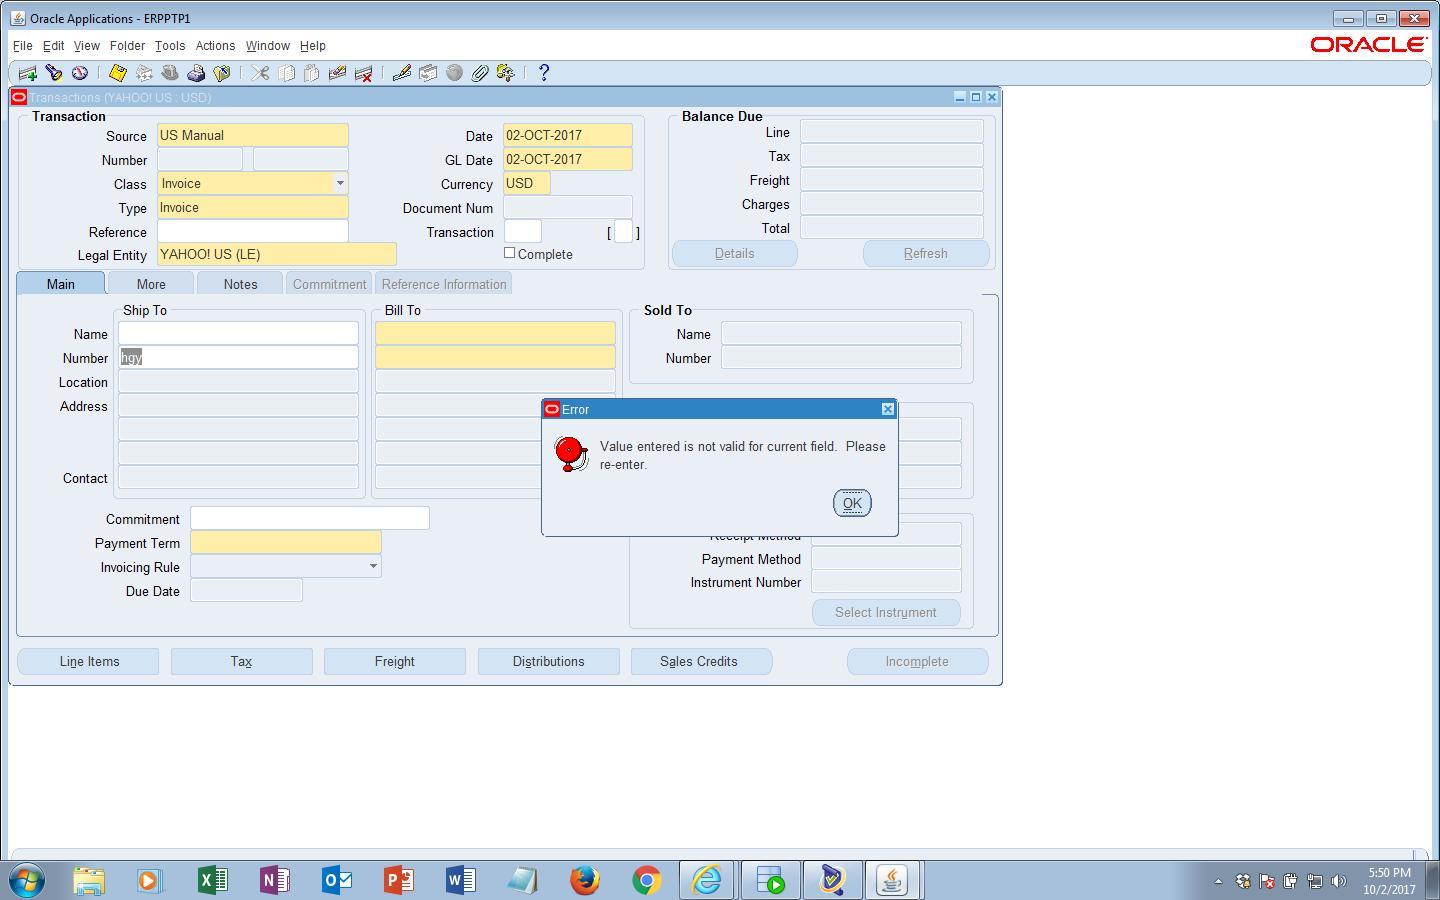 Oracle Applications - ERPPTP1
File Edit View Folder Tools Actions Window Help
ORACLE
Transactions (YAHOO! US : USD)
Transaction
Source US Manual
Number
Class Invoice
Type Invoice
Reference
Legal Entity YAHOO! US (LE)
Date 02-OCT-2017
GL Date 02-OCT-2017
Currency USD
Document Num
Transaction [ ]
Complete
Balance Due
Line
Tax
Freight
Charges
Total
Details Refresh
Main More Notes Commitment Reference Information
Ship To Bill To
Name
Number hgy
Location
Address
Contact
Sold To
Name
Number
Error
Value entered is not valid for current field. Please
re-enter.
OK
Commitment
Payment Term
Invoicing Rule
Due Date
Receipt Method
Payment Method
Instrument Number
Select Instrument
Line Items Tax Freight Distributions Sales Credits Incomplete
5:50 PM
10/2/2017